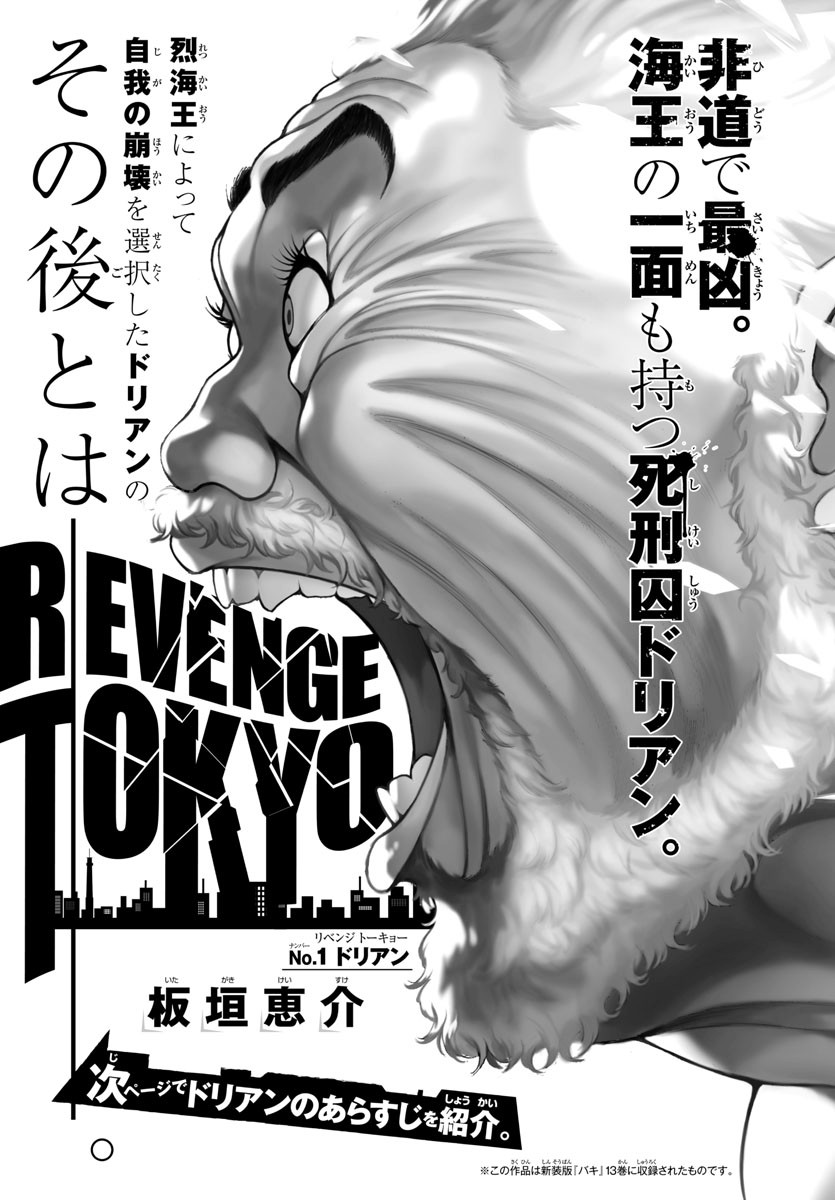 非道で最凶。
海王の一面も持つ死刑囚ドリアン。
烈海王によって
自我の崩壊を選択したドリアンの
その後とは──。
REVENGE
TOKYO
リベンジ トーキョー
No.1 ドリアン
板垣恵介
次ページでドリアンのあらすじを紹介。
※この作品は新装版『バキ』13巻に収録されたものです。